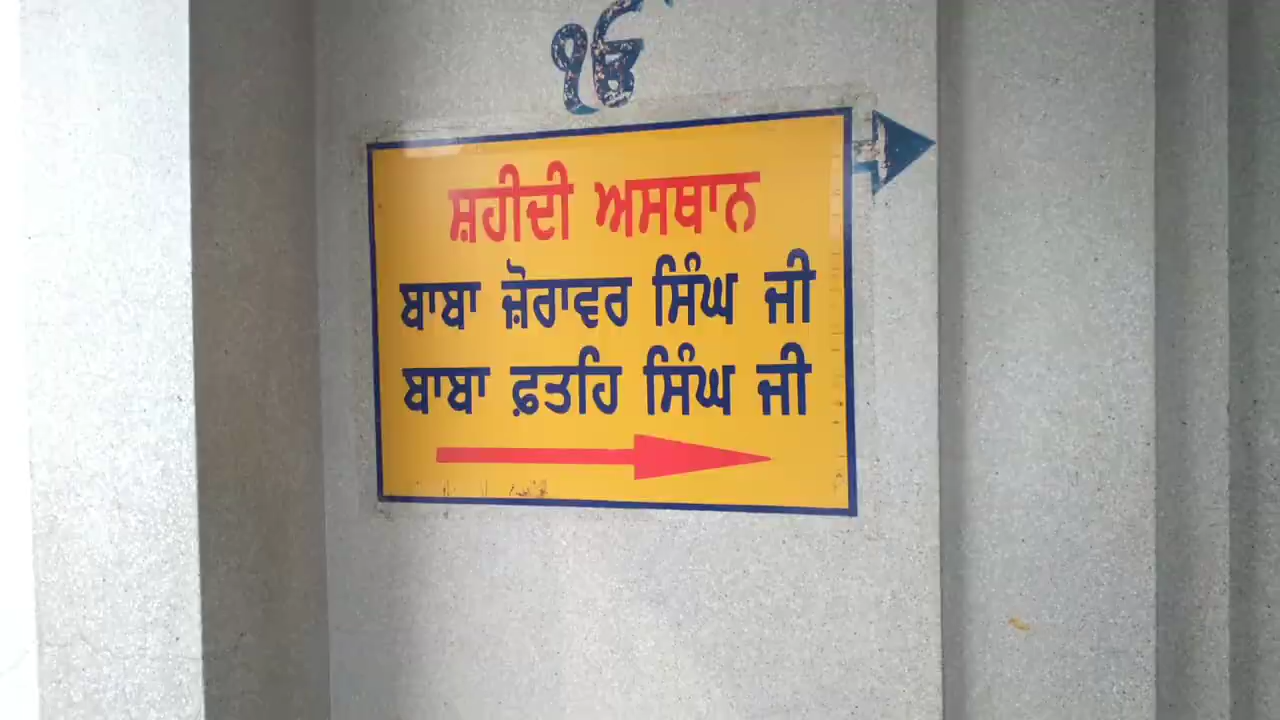 ੴ
ਸ਼ਹੀਦੀ ਅਸਥਾਨ
ਬਾਬਾ ਜ਼ੋਰਾਵਰ ਸਿੰਘ ਜੀ
ਬਾਬਾ ਫ਼ਤਹਿ ਸਿੰਘ ਜੀ